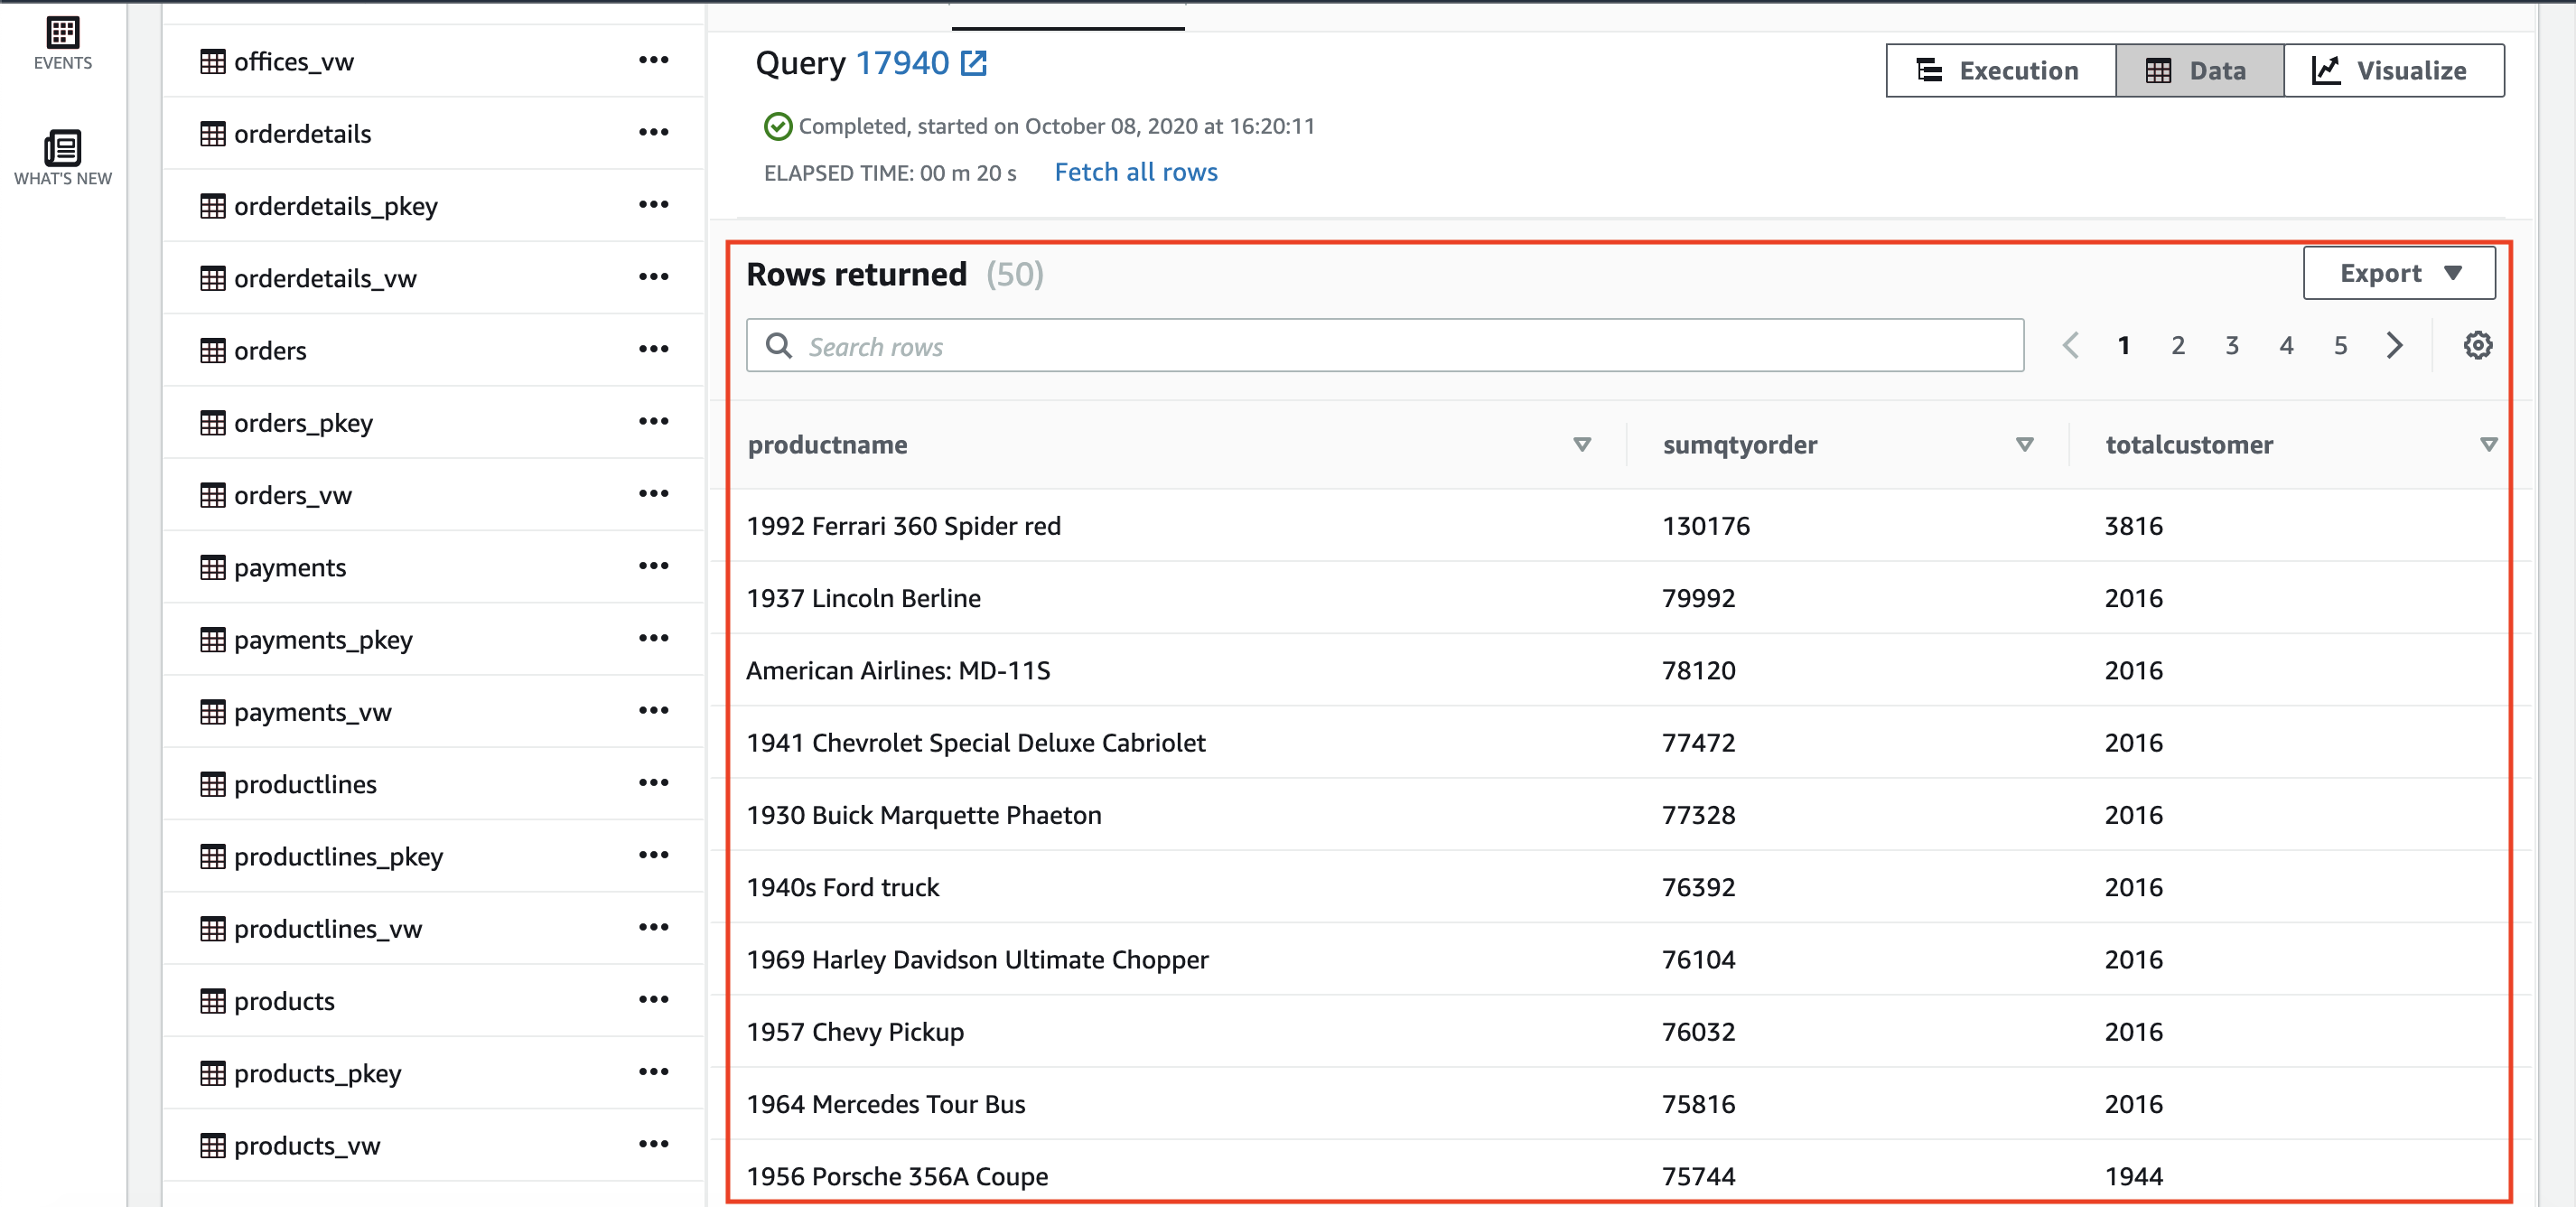 EVENTS
WHAT'S NEW
offices_vw
orderdetails
orderdetails_pkey
orderdetails_vw
orders
orders_pkey
orders_vw
payments
payments_pkey
payments_vw
productlines
productlines_pkey
productlines_vw
products
products_pkey
products_vw
Query 17940
Execution Data Visualize
Completed, started on October 08, 2020 at 16:20:11
ELAPSED TIME: 00 m 20 s Fetch all rows
Rows returned (50) Export
Search rows 1 2 3 4 5
productname sumqtyorder totalcustomer
1992 Ferrari 360 Spider red 130176 3816
1937 Lincoln Berline 79992 2016
American Airlines: MD-11S 78120 2016
1941 Chevrolet Special Deluxe Cabriolet 77472 2016
1930 Buick Marquette Phaeton 77328 2016
1940s Ford truck 76392 2016
1969 Harley Davidson Ultimate Chopper 76104 2016
1957 Chevy Pickup 76032 2016
1964 Mercedes Tour Bus 75816 2016
1956 Porsche 356A Coupe 75744 1944